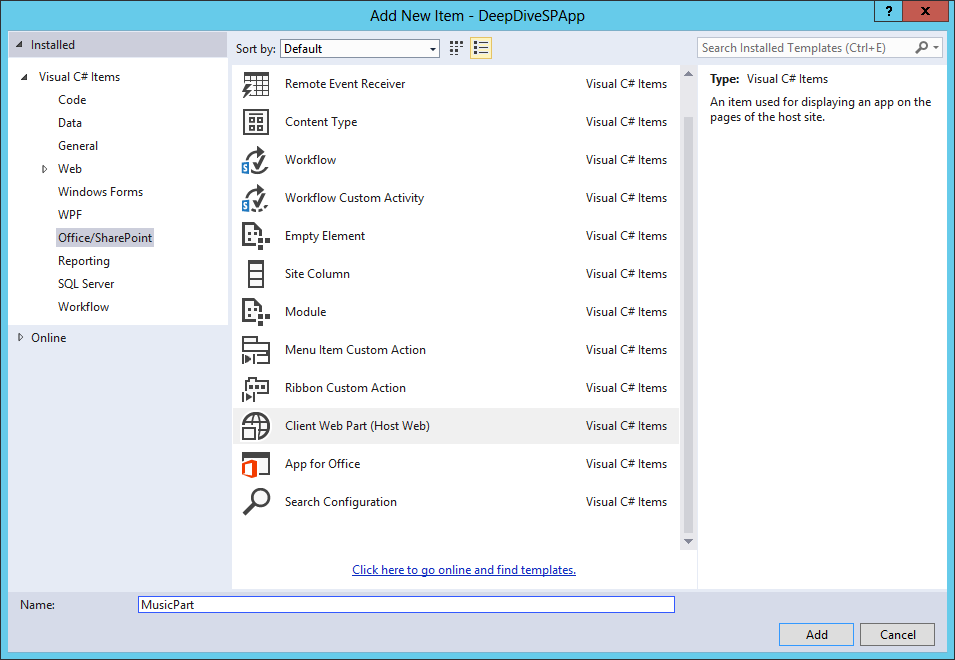 Add New Item - DeepDiveSPApp
? x
Installed
Sort by: Default
Search Installed Templates (Ctrl+E)
Visual C# Items
Code
Data
General
Web
Windows Forms
WPF
Office/SharePoint
Reporting
SQL Server
Workflow
Online
Remote Event Receiver Visual C# Items
Content Type Visual C# Items
Workflow Visual C# Items
Workflow Custom Activity Visual C# Items
Empty Element Visual C# Items
Site Column Visual C# Items
Module Visual C# Items
Menu Item Custom Action Visual C# Items
Ribbon Custom Action Visual C# Items
Client Web Part (Host Web) Visual C# Items
App for Office Visual C# Items
Search Configuration Visual C# Items
Click here to go online and find templates.
Type: Visual C# Items
An item used for displaying an app on the
pages of the host site.
Name: MusicPart
Add Cancel